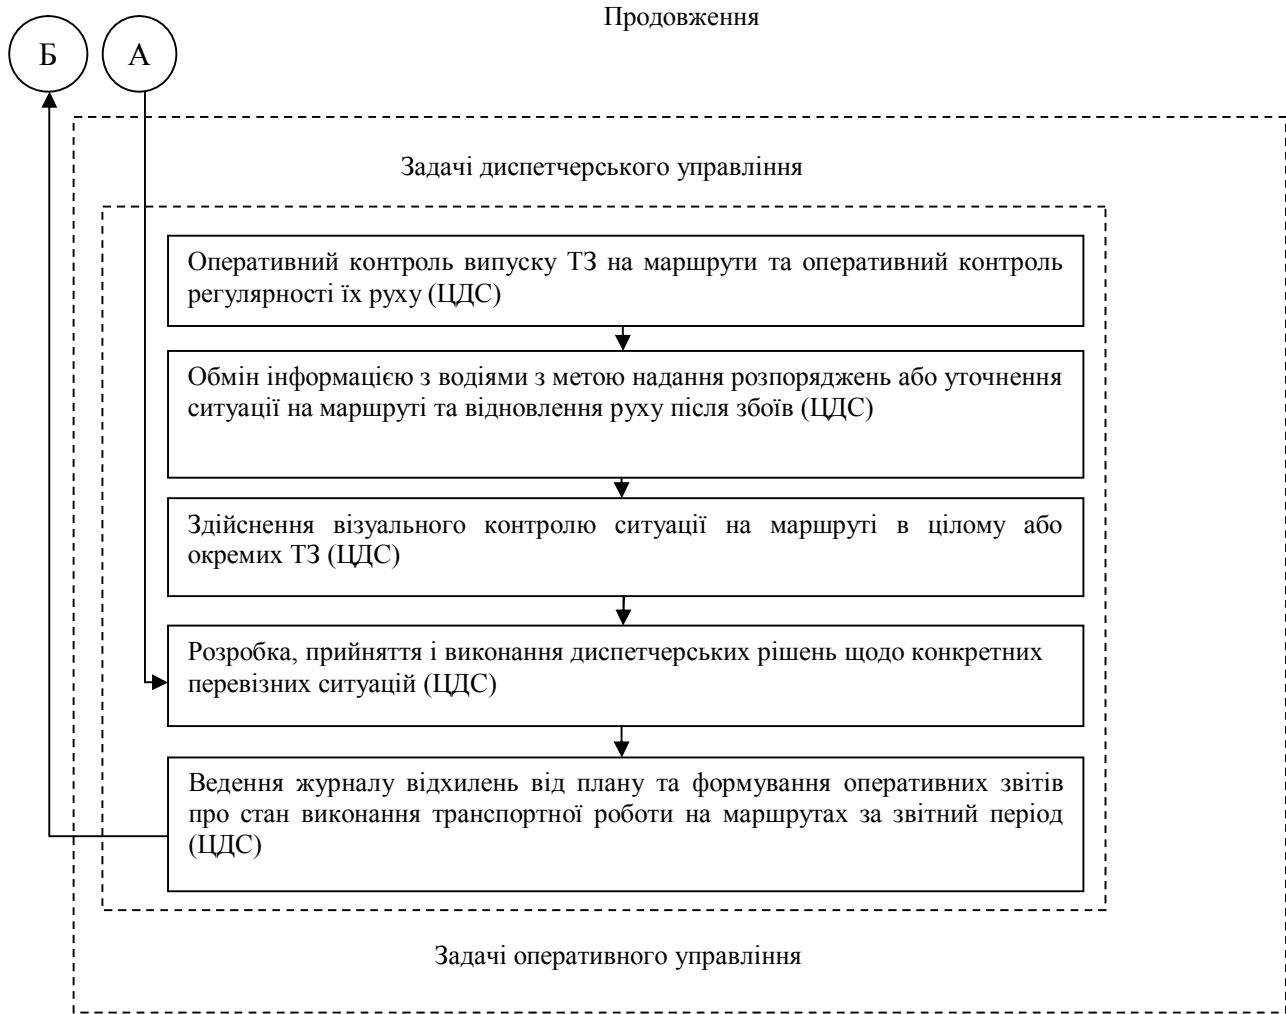 Продовження
Б
А
Задачі диспетчерського управління
Оперативний контроль випуску ТЗ на маршрути та оперативний контроль
регулярності їх руху (ЦДС)
Обмін інформацією з водіями з метою надання розпоряджень або уточнення
ситуації на маршруті та відновлення руху після збоїв (ЦДС)
Здійснення візуального контролю ситуації на маршруті в цілому або
окремих ТЗ (ЦДС)
Розробка, прийняття і виконання диспетчерських рішень щодо конкретних
перевізних ситуацій (ЦДС)
Ведення журналу відхилень від плану та формування оперативних звітів
про стан виконання транспортної роботи на маршрутах за звітний період
(ЦДС)
Задачі оперативного управління